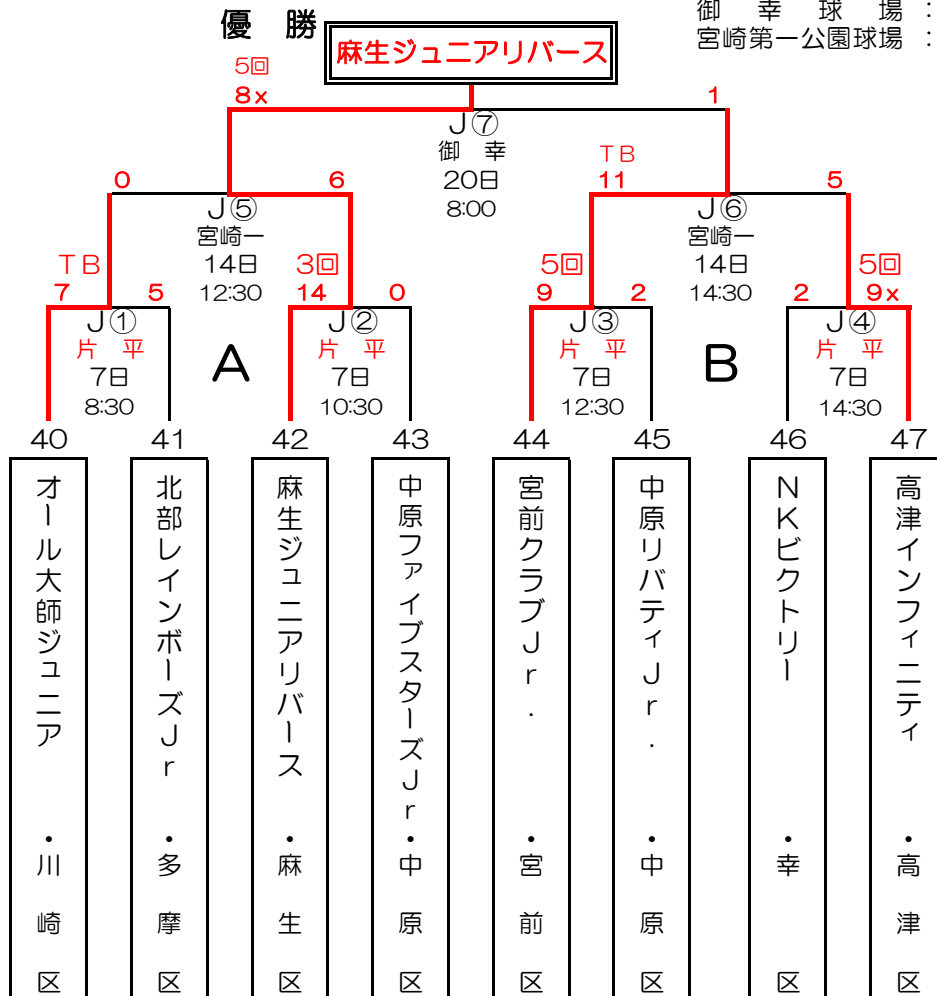 御幸球場：
優勝
宮崎第一公園球場：
麻生ジュニアリバース
5回
8x
1
J⑦
御幸
20日
8:00
TB
0
6
11
5
J⑤
宮崎一
14日
12:30
J⑥
宮崎一
14日
14:30
TB
7
5
3回
14
0
5回
9
2
5回
2
9x
J①
片平
7日
8:30
A
J②
片平
7日
10:30
J③
片平
7日
12:30
B
J④
片平
7日
14:30
40
41
42
43
44
45
46
47
オール大師ジュニア・川崎区
北部レインボーズJr・多摩区
麻生ジュニアリバース・麻生区
中原ファイブスターズJr・中原区
宮前クラブJr.・宮前区
中原リバティJr.・中原区
NKビクトリー・幸区
高津インフィニティ・高津区